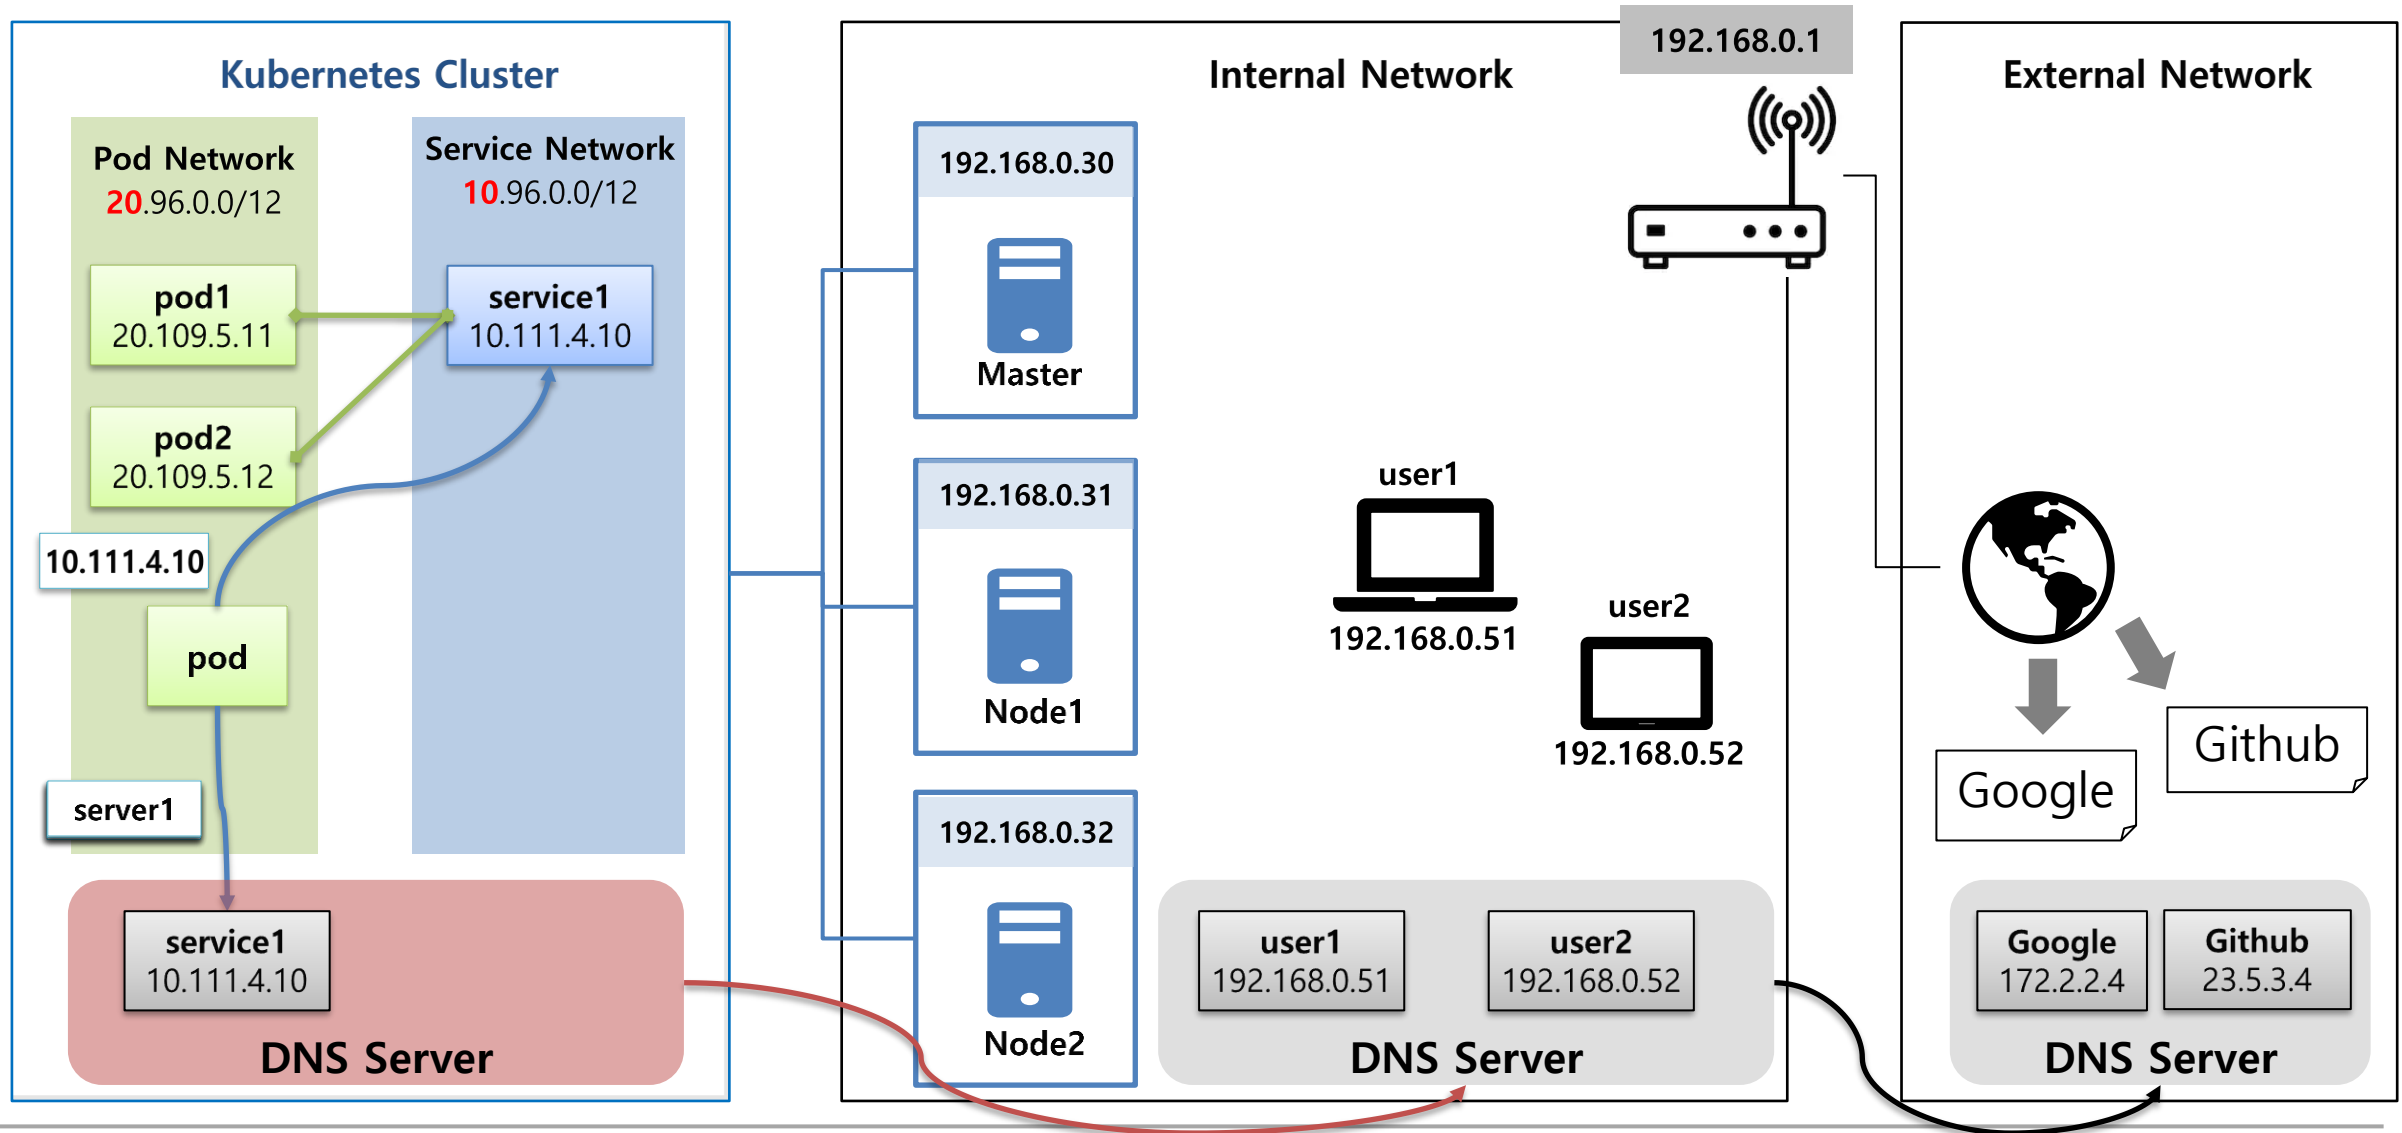 Kubernetes Cluster
Pod Network
20.96.0.0/12
Service Network
10.96.0.0/12
pod1
20.109.5.11
service1
10.111.4.10
pod2
20.109.5.12
10.111.4.10
pod
server1
service1
10.111.4.10
DNS Server
Internal Network
192.168.0.1
192.168.0.30
Master
192.168.0.31
Node1
192.168.0.32
Node2
user1
192.168.0.51
user2
192.168.0.52
user1
192.168.0.51
user2
192.168.0.52
DNS Server
External Network
Github
Google
Google
172.2.2.4
Github
23.5.3.4
DNS Server